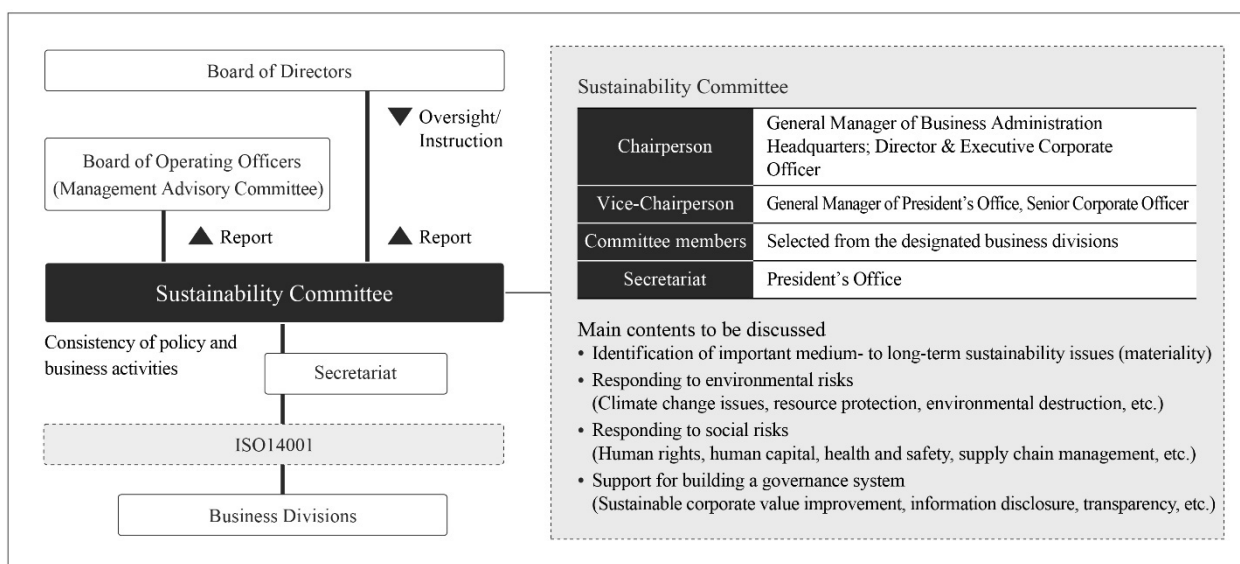 Board of Directors
Oversight/
Instruction
Board of Operating Officers
(Management Advisory Committee)
Report
Report
Sustainability Committee
Consistency of policy and
business activities
Secretariat
ISO14001
Business Divisions
Sustainability Committee
Chairperson
General Manager of Business Administration
Headquarters; Director & Executive Corporate
Officer
Vice-Chairperson
General Manager of President's Office, Senior Corporate Officer
Committee members
Selected from the designated business divisions
Secretariat
President's Office
Main contents to be discussed
• Identification of important medium- to long-term sustainability issues (materiality)
• Responding to environmental risks
(Climate change issues, resource protection, environmental destruction, etc.)
• Responding to social risks
(Human rights, human capital, health and safety, supply chain management, etc.)
• Support for building a governance system
(Sustainable corporate value improvement, information disclosure, transparency, etc.)